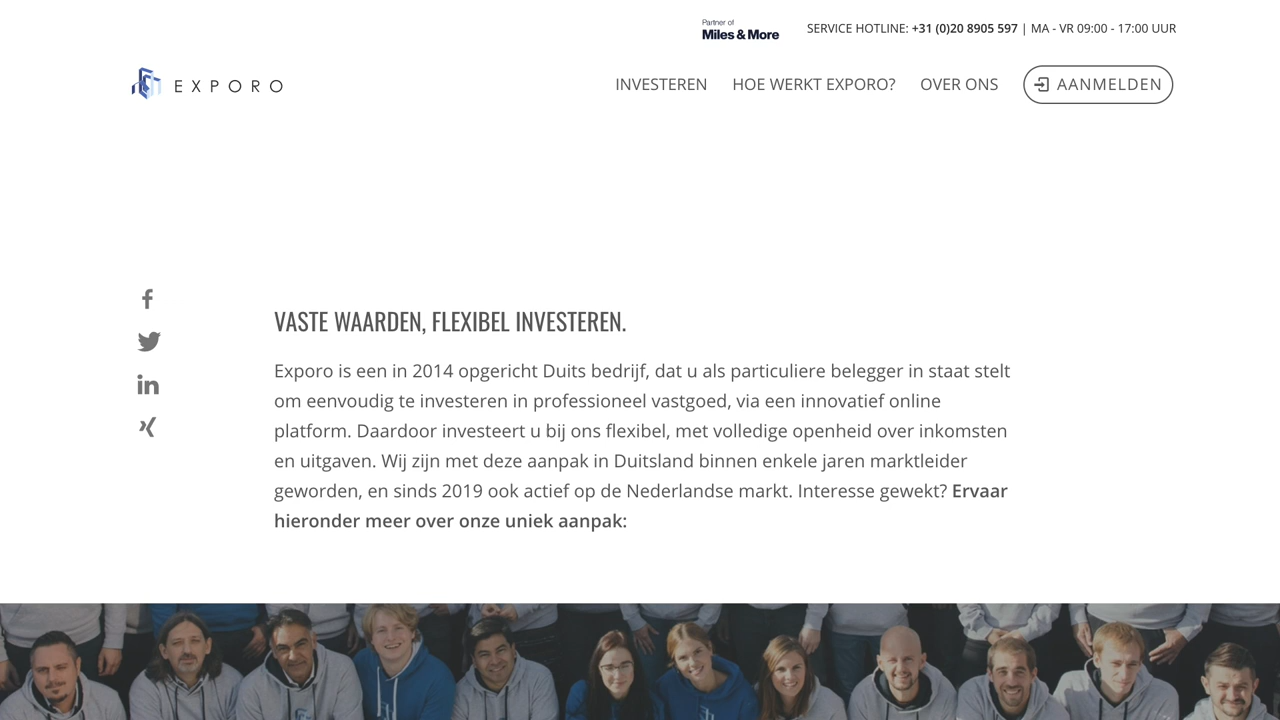 Partner of
Miles & More
SERVICE HOTLINE: +31 (0)20 8905 597 | MA - VR 09:00 - 17:00 UUR
EXPORO
INVESTEREN
HOE WERKT EXPORO?
OVER ONS
AANMELDEN
VASTE WAARDEN, FLEXIBEL INVESTEREN.
Exporo is een in 2014 opgericht Duits bedrijf, dat u als particuliere belegger in staat stelt
om eenvoudig te investeren in professioneel vastgoed, via een innovatief online
platform. Daardoor investeert u bij ons flexibel, met volledige openheid over inkomsten
en uitgaven. Wij zijn met deze aanpak in Duitsland binnen enkele jaren marktleider
geworden, en sinds 2019 ook actief op de Nederlandse markt. Interesse gewekt? Ervaar
hieronder meer over onze uniek aanpak: